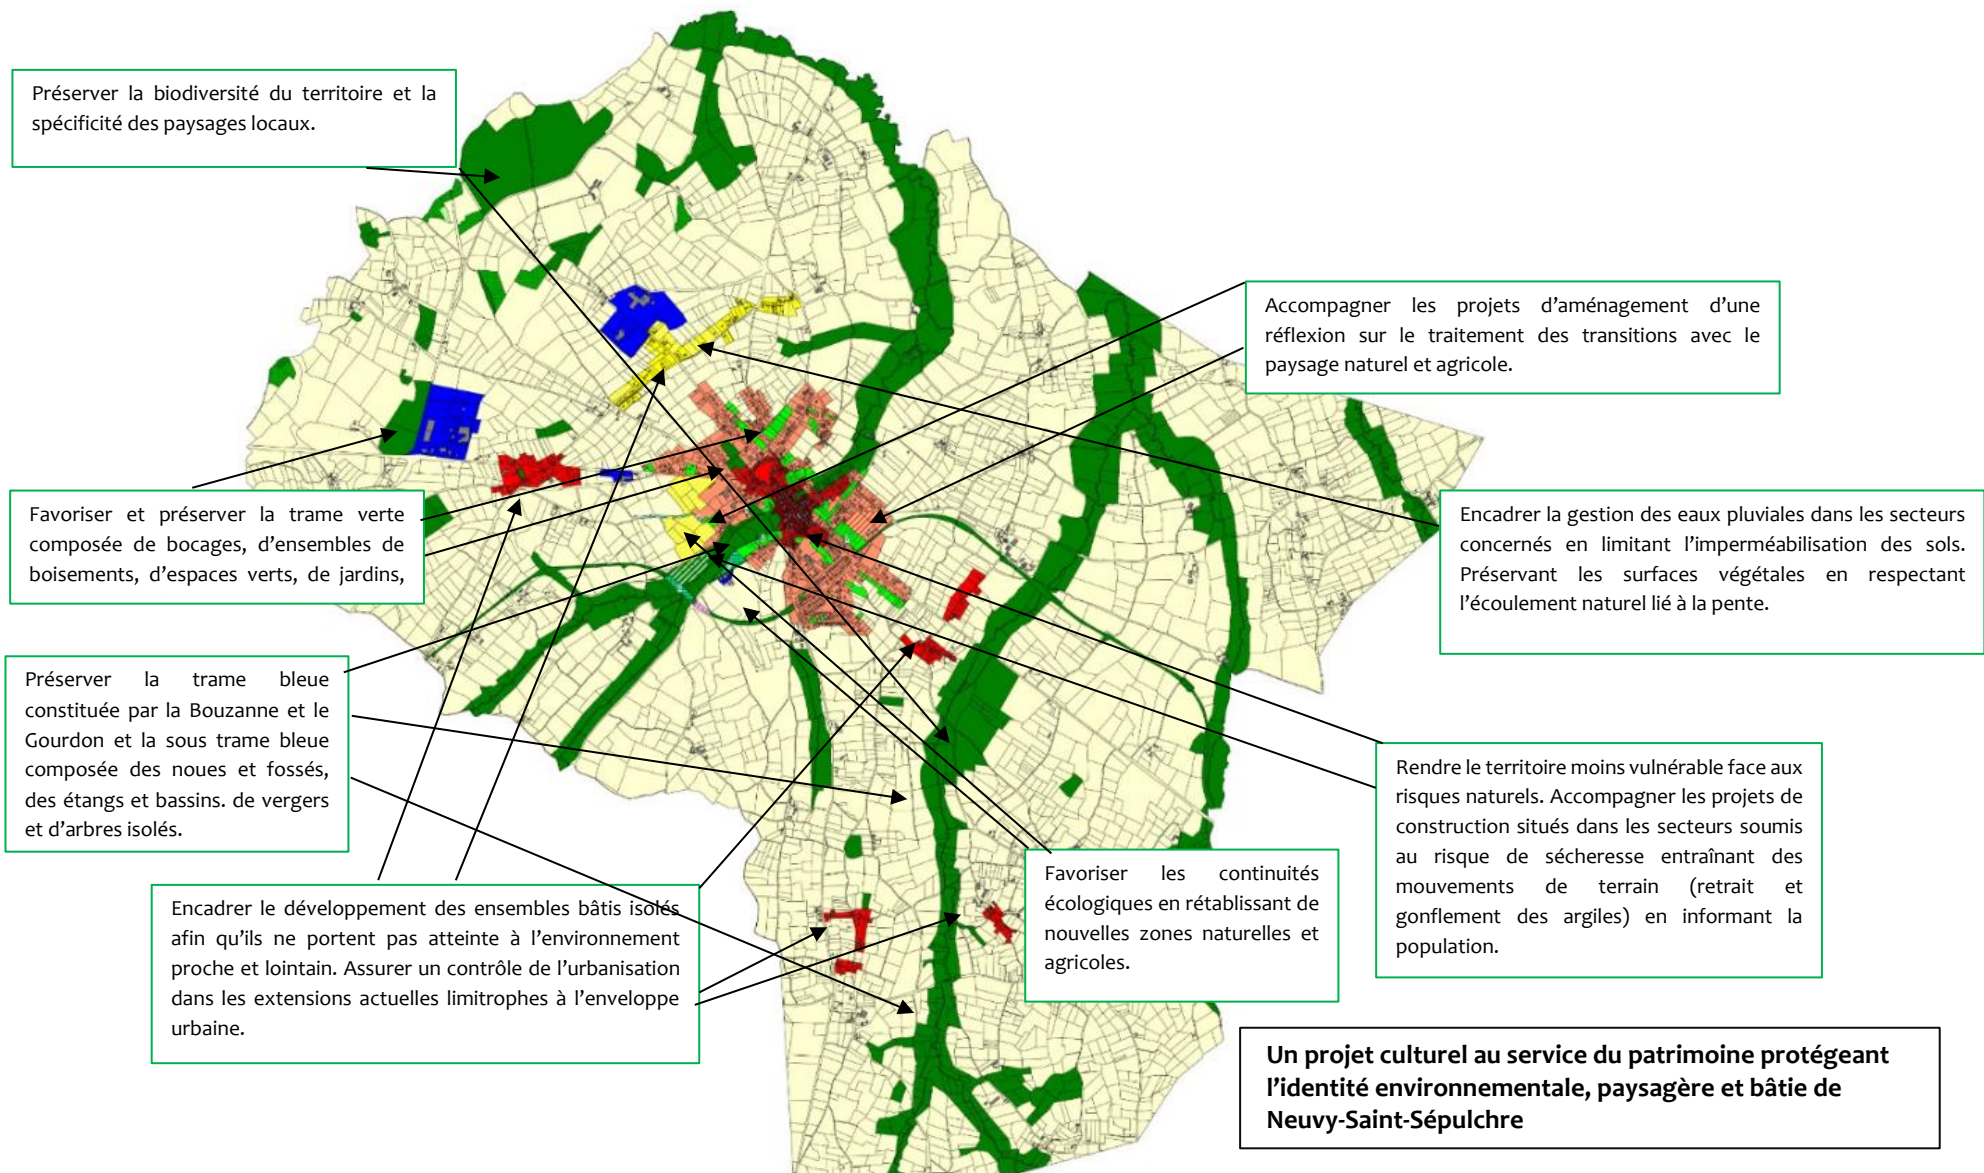 Préserver la biodiversité du territoire et la
spécificité des paysages locaux.
Accompagner les projets d’aménagement d’une
réflexion sur le traitement des transitions avec le
paysage naturel et agricole.
Favoriser et préserver la trame verte
composée de bocages, d’ensembles de
boisements, d’espaces verts, de jardins,
Encadrer la gestion des eaux pluviales dans les secteurs
concernés en limitant l’imperméabilisation des sols.
Préservant les surfaces végétales en respectant
l’écoulement naturel lié à la pente.
Préserver la trame bleue
constituée par la Bouzanne et le
Gourdon et la sous trame bleue
composée des noues et fossés,
des étangs et bassins. de vergers
et d’arbres isolés.
Rendre le territoire moins vulnérable face aux
risques naturels. Accompagner les projets de
construction situés dans les secteurs soumis
au risque de sécheresse entraînant des
mouvements de terrain (retrait et
gonflement des argiles) en informant la
population.
Favoriser les continuités
écologiques en rétablissant de
nouvelles zones naturelles et
agricoles.
Encadrer le développement des ensembles bâtis isolés
afin qu’ils ne portent pas atteinte à l’environnement
proche et lointain. Assurer un contrôle de l’urbanisation
dans les extensions actuelles limitrophes à l’enveloppe
urbaine.
Un projet culturel au service du patrimoine protégeant
l’identité environnementale, paysagère et bâtie de
Neuvy-Saint-Sépulchre